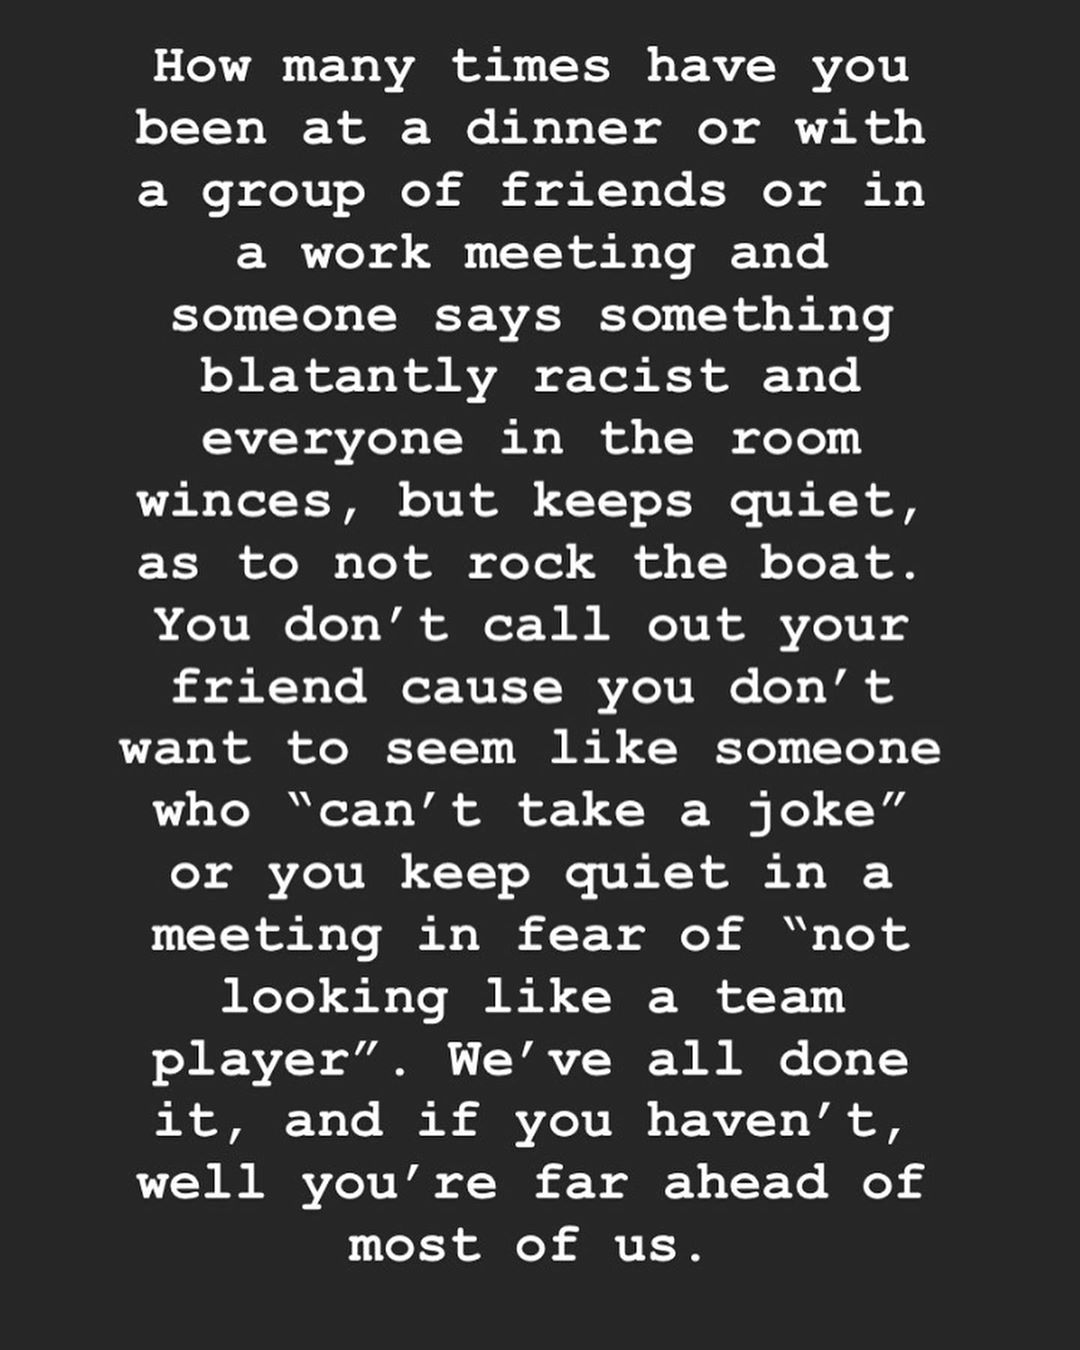 How many times have you
been at a dinner or with
a group of friends or in
a work meeting and
someone says something
blatantly racist and
everyone in the room
winces, but keeps quiet,
as to not rock the boat.
You don’t call out your
friend cause you don’t
want to seem like someone
who “can’t take a joke”
or you keep quiet in a
meeting in fear of “not
looking like a team
player”. We’ve all done
it, and if you haven’t,
well you’re far ahead of
most of us.